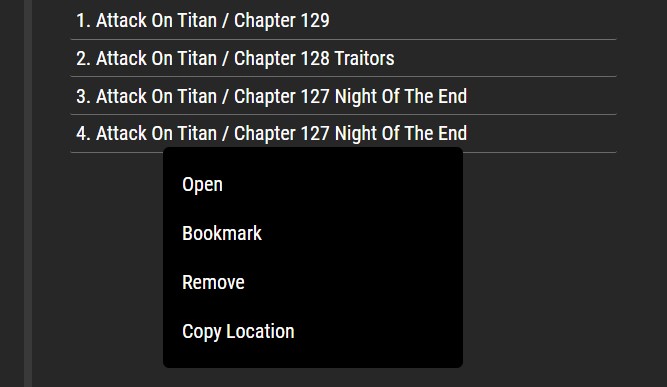 1. Attack On Titan / Chapter 129
2. Attack On Titan / Chapter 128 Traitors
3. Attack On Titan / Chapter 127 Night Of The End
4. Attack On Titan / Chapter 127 Night Of The End
Open
Bookmark
Remove
Copy Location